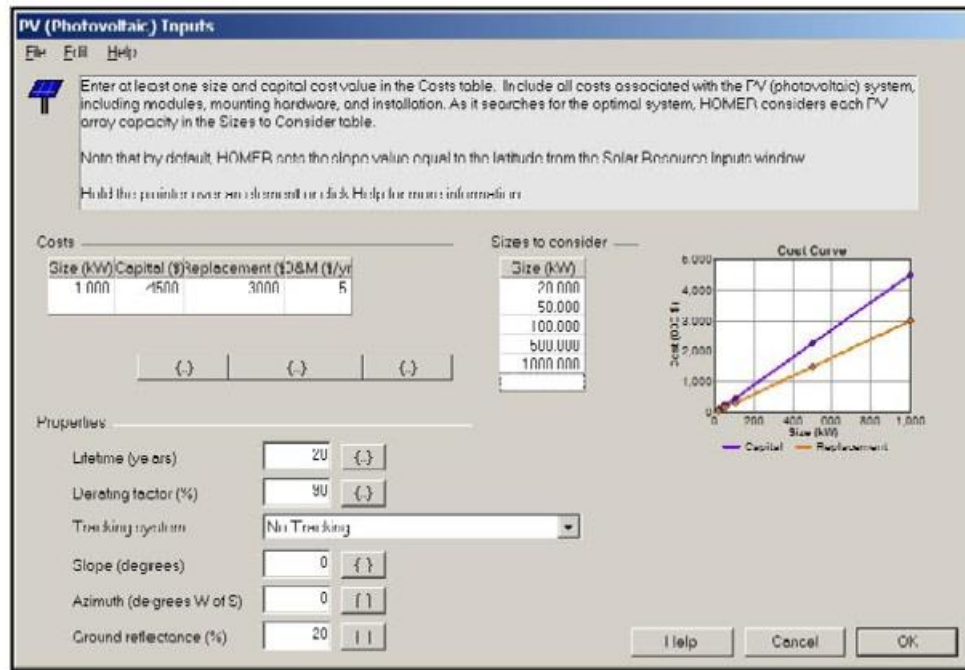 PV (Photovoltaic) Inputs
File Edit Help
Enter at least one size and capital cost value in the Costs table. Include all costs associated with the PV (photovoltaic) system,
including modules, mounting hardware, and installation. As it searches for the optimal system, HOMER considers each PV
array capacity in the Sizes to Consider table.
Note that by default, HOMER sets the slope value equal to the latitude from the Solar Resource Inputs window
Hold the pointer over an element or click Help for more information
Costs
Size (kW) Capital ($) Replacement ($ O&M ($/yr
1.000 4500 3000 5
{..} {..} {..}
Sizes to consider
Size (kW)
20.000
50.000
100.000
500.000
1000.000
Cost Curve
Cost (000 $)
4,000
3,000
2,000
1,000
0
0 200 400 600 800 1,000
Size (kW)
Capital Replacement
Properties
Lifetime (years) 20 {..}
Derating factor (%) 90 {..}
Tracking system No Tracking
Slope (degrees) 0
Azimuth (degrees W of S) 0
Ground reflectance (%) 20
Help Cancel OK